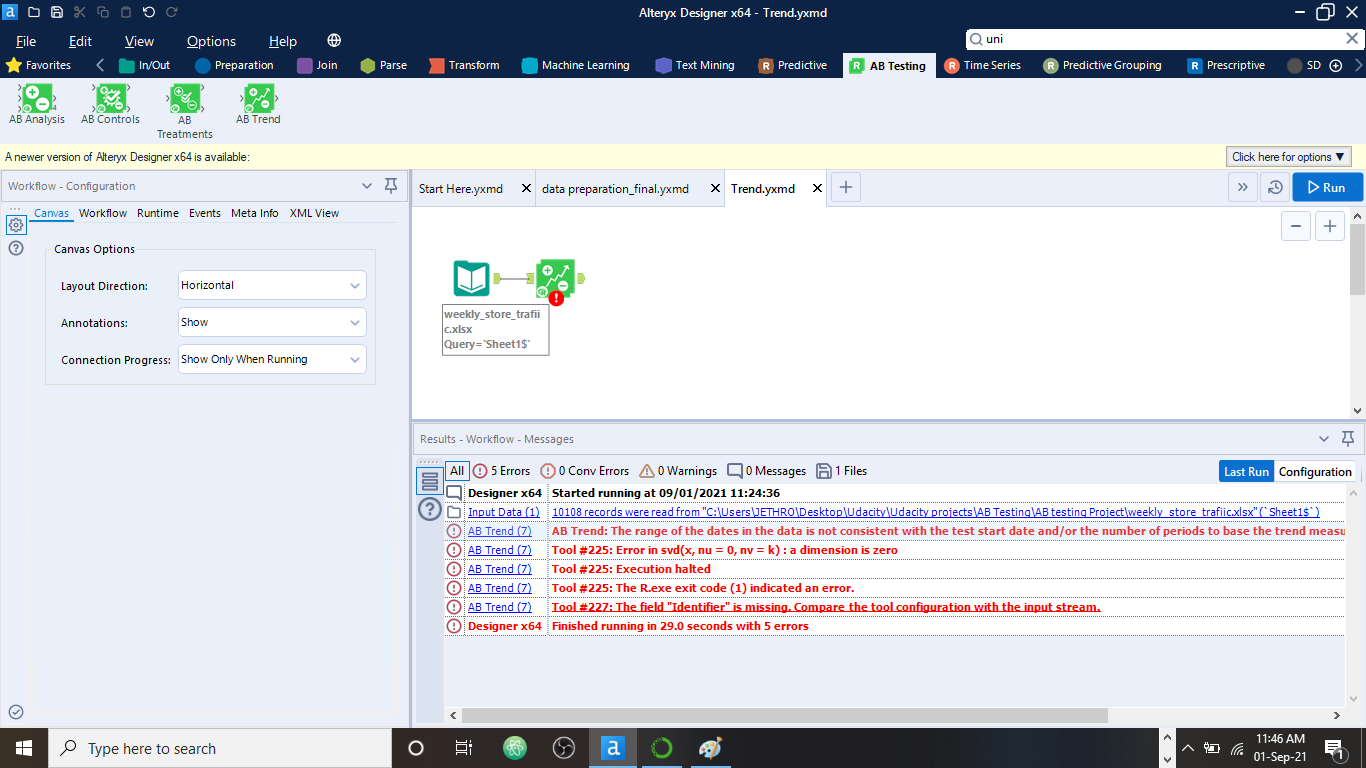 Alteryx Designer x64 - Trend.yxmd
File Edit View Options Help
uni
Favorites In/Out Preparation Join Parse Transform Machine Learning Text Mining Predictive AB Testing Time Series Predictive Grouping Prescriptive SD
AB Analysis AB Controls AB Treatments AB Trend
A newer version of Alteryx Designer x64 is available:
Click here for options ▼
Workflow - Configuration
Start Here.yxmd data preparation_final.yxmd Trend.yxmd
Run
Canvas Workflow Runtime Events Meta Info XML View
Canvas Options
Layout Direction: Horizontal
Annotations: Show
Connection Progress: Show Only When Running
weekly_store_trafii
c.xlsx
Query=`Sheet1$`
Results - Workflow - Messages
All 5 Errors 0 Conv Errors 0 Warnings 0 Messages 1 Files
Last Run Configuration
Designer x64 Started running at 09/01/2021 11:24:36
Input Data (1) 10108 records were read from "C:\Users\JETHRO\Desktop\Udacity\Udacity projects\AB Testing\AB testing Project\weekly_store_trafiic.xlsx" (`Sheet1$`)
AB Trend (7) AB Trend: The range of the dates in the data is not consistent with the test start date and/or the number of periods to base the trend measu
AB Trend (7) Tool #225: Error in svd(x, nu = 0, nv = k) : a dimension is zero
AB Trend (7) Tool #225: Execution halted
AB Trend (7) Tool #225: The R.exe exit code (1) indicated an error.
AB Trend (7) Tool #227: The field "Identifier" is missing. Compare the tool configuration with the input stream.
Designer x64 Finished running in 29.0 seconds with 5 errors
Type here to search
11:46 AM
01-Sep-21
1